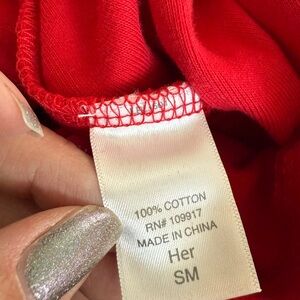 100% COTTON
RN# 109917
MADE IN CHINA
Her
SM